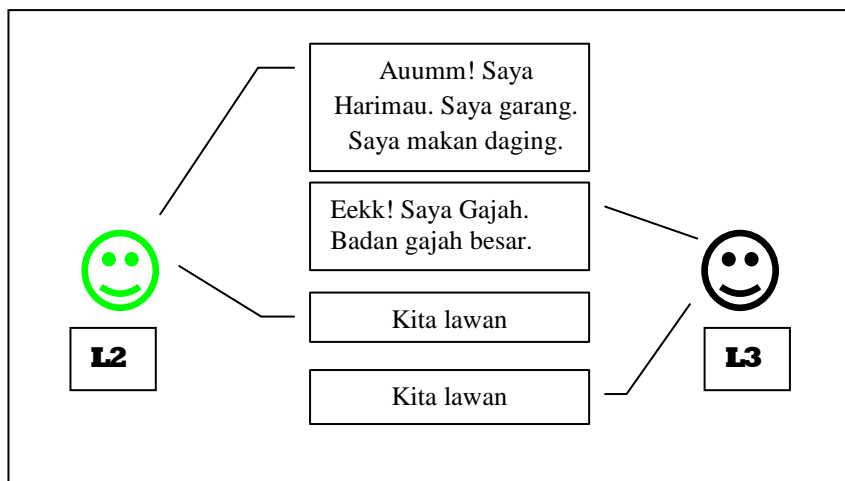 Auumm! Saya
Harimau. Saya garang.
Saya makan daging.
Eekk! Saya Gajah.
Badan gajah besar.
Kita lawan
L2
L3
Kita lawan